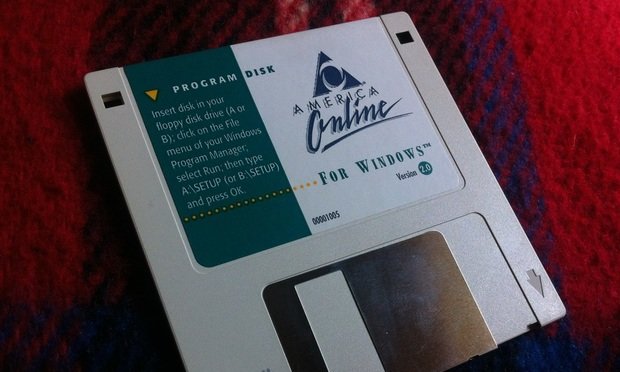 PROGRAM DISK
Insert disk in your
floppy disk drive (A or
B); click on the File
menu of your Windows
Program Manager;
select Run, then type
A:\SETUP (or B:\SETUP)
and press OK.
AMERICA
Online
FOR WINDOWS™
Version 2.0
00001005